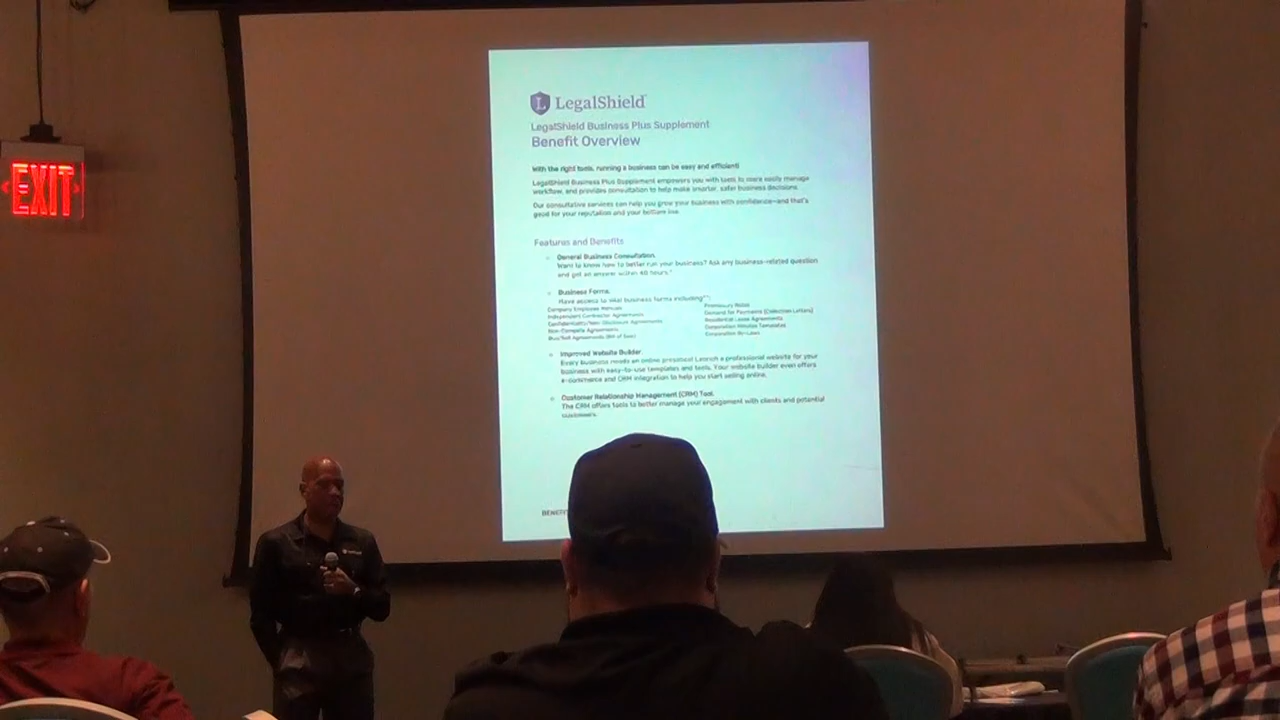 EXIT
LegalShield
LegalShield Business Plus Supplement
Benefit Overview
With the right tools, running a business can be easy and efficient!
LegalShield Business Plus Supplement empowers you with tools to more easily manage
workflow, and provides consultation to help make smarter, safer business decisions.
Our consultative services can help you grow your business with confidence—and that's
good for your reputation and your bottom line.
Features and Benefits
General Business Consultation.
Want to know how to better run your business? Ask any business-related question
and get an answer within 48 hours.*
Business Forms.
Have access to vital business forms including**:
Company Employee Manuals
Independent Contractor Agreements
Confidentiality/Non-Disclosure Agreements
Non-Compete Agreements
Buy/Sell Agreements (Bill of Sale)
Promissory Notes
Demand for Payments (Collection Letters)
Residential Lease Agreements
Corporation Minutes Templates
Corporation By-Laws
Improved Website Builder.
Every business needs an online presence! Launch a professional website for your
business with easy-to-use templates and tools. Your website builder even offers
e-commerce and CRM integration to help you start selling online.
Customer Relationship Management (CRM) Tool.
The CRM offers tools to better manage your engagement with clients and potential
customers.
BENEFIT